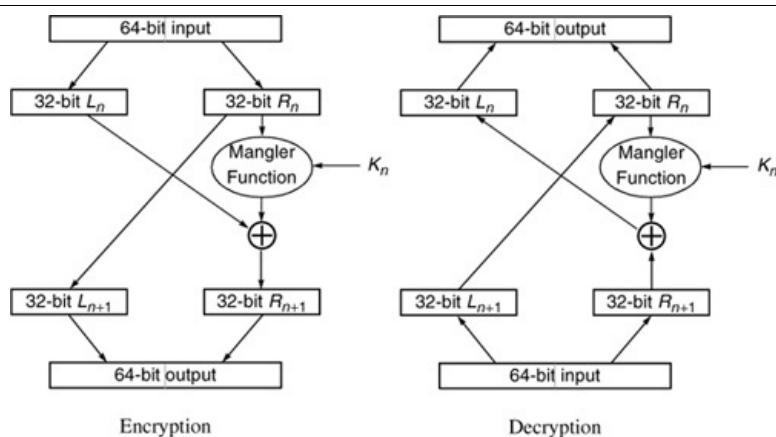 64-bit input
32-bit Lₙ
32-bit Rₙ
Mangler
Function
Kₙ
32-bit Lₙ₊₁
32-bit Rₙ₊₁
64-bit output
Encryption
64-bit output
32-bit Lₙ
32-bit Rₙ
Mangler
Function
Kₙ
32-bit Lₙ₊₁
32-bit Rₙ₊₁
64-bit input
Decryption